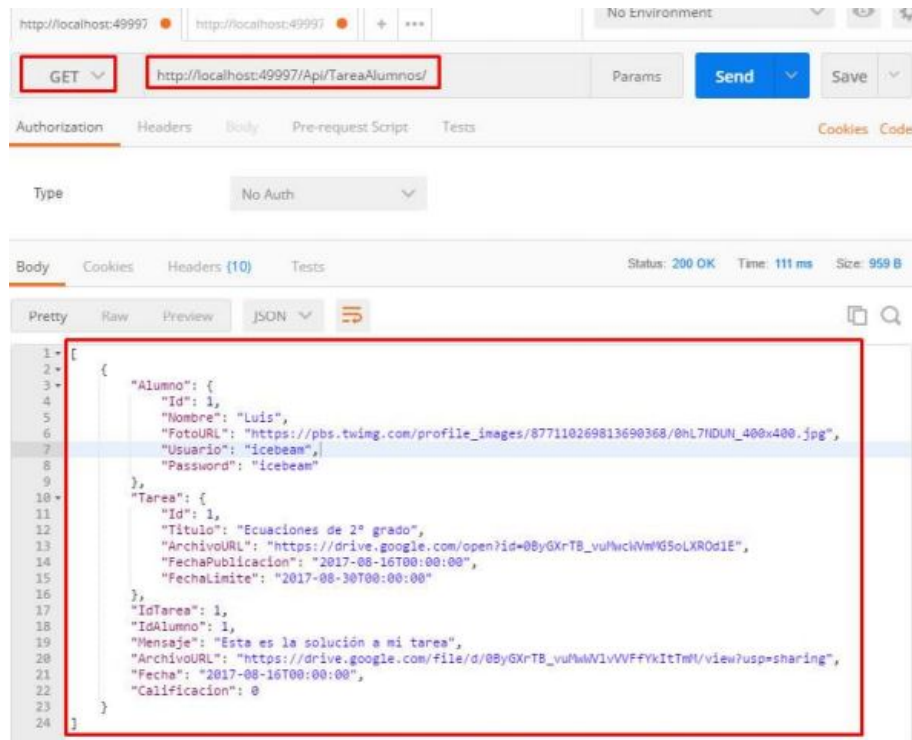 http://localhost:49997 http://localhost:49997 + ••• No Environment
GET http://localhost:49997/Api/TareaAlumnos/ Params Send Save
Authorization Headers Body Pre-request Script Tests Cookies Code
Type No Auth
Body Cookies Headers (10) Tests Status: 200 OK Time: 111 ms Size: 959 B
Pretty Raw Preview JSON
1 [
2 {
3 "Alumno": {
4 "Id": 1,
5 "Nombre": "Luis",
6 "FotoURL": "https://pbs.twimg.com/profile_images/877110269813690368/0hL7NDUN_400x400.jpg",
7 "Usuario": "icebeam",
8 "Password": "icebeam"
9 },
10 "Tarea": {
11 "Id": 1,
12 "Titulo": "Ecuaciones de 2º grado",
13 "ArchivoURL": "https://drive.google.com/open?id=0ByGXrTB_vuMwcWVmMG5oLXROd1E",
14 "FechaPublicacion": "2017-08-16T00:00:00",
15 "FechaLimite": "2017-08-30T00:00:00"
16 },
17 "IdTarea": 1,
18 "IdAlumno": 1,
19 "Mensaje": "Esta es la solución a mi tarea",
20 "ArchivoURL": "https://drive.google.com/file/d/0ByGXrTB_vuMwWVlvVVFfYkItTmM/view?usp=sharing",
21 "Fecha": "2017-08-16T00:00:00",
22 "Calificacion": 0
23 }
24 ]